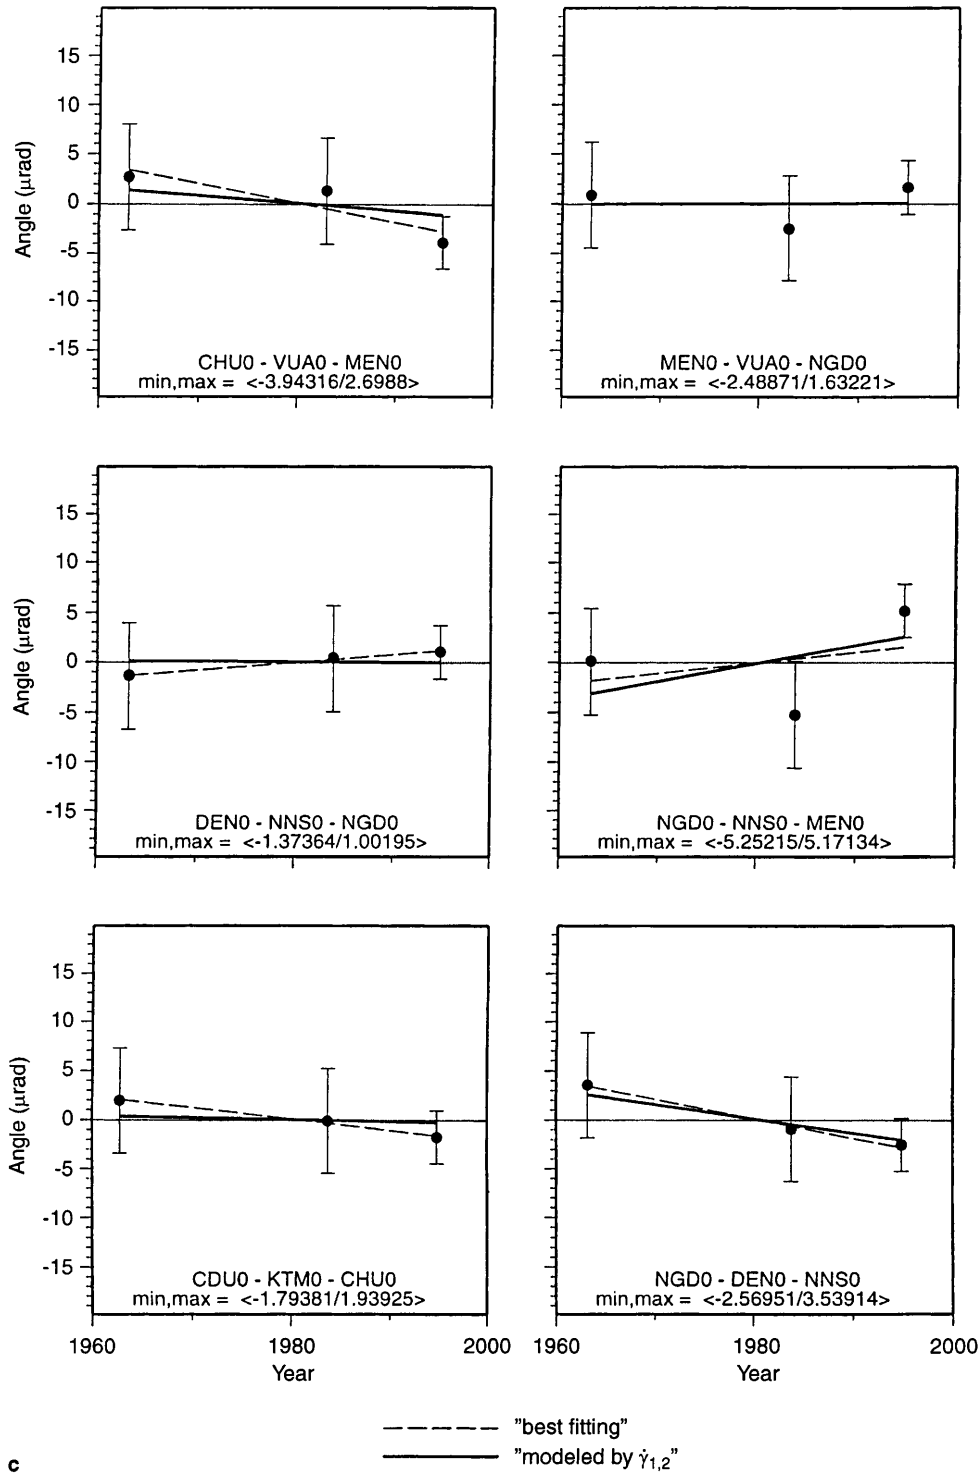 15
10
5
0
-5
-10
-15
Angle (μrad)
CHU0 - VUA0 - MEN0
min,max = <-3.94316/2.6988>
MEN0 - VUA0 - NGD0
min,max = <-2.48871/1.63221>
15
10
5
0
-5
-10
-15
Angle (μrad)
DEN0 - NNS0 - NGD0
min,max = <-1.37364/1.00195>
NGD0 - NNS0 - MEN0
min,max = <-5.25215/5.17134>
15
10
5
0
-5
-10
-15
Angle (μrad)
CDU0 - KTM0 - CHU0
min,max = <-1.79381/1.93925>
NGD0 - DEN0 - NNS0
min,max = <-2.56951/3.53914>
1960 1980 2000
Year
1960 1980 2000
Year
"best fitting"
"modeled by γ̇1,2"
c